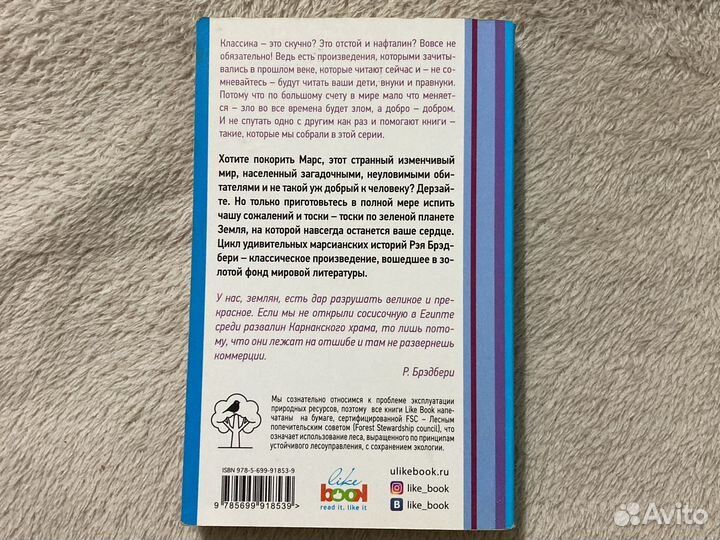 Классика – это скучно? Это отстой и нафталин? Вовсе не
обязательно! Ведь есть произведения, которыми зачиты-
вались в прошлом веке, которые читают сейчас и – не со-
мневайтесь – будут читать ваши дети, внуки и правнуки.
Потому что по большому счету в мире мало что меняет-
ся – зло во все времена будет злом, а добро – добром.
И не спутать одно с другим как раз и помогают книги –
такие, которые мы собрали в этой серии.
Хотите покорить Марс, этот странный изменчивый
мир, населенный загадочными, неуловимыми оби-
тателями и не такой уж добрый к человеку? Дерзай-
те. Но только приготовьтесь в полной мере испить
чашу сожалений и тоски – тоски по зеленой планете
Земля, на которой навсегда останется ваше сердце.
Цикл удивительных марсианских историй Рэя Брэд-
бери – классическое произведение, вошедшее в зо-
лотой фонд мировой литературы.
У нас, землян, есть дар разрушать великое и пре-
красное. Если мы не открыли сосисочную в Египте
среди развалин Карнакского храма, то лишь пото-
му, что они лежат на отшибе и там не развернешь
коммерции.
Р. Брэдбери
Мы сознательно относимся к проблеме эксплуатации
природных ресурсов, поэтому все книги Like Book напеча-
таны на бумаге, сертифицированной FSC – Лесным
попечительским советом (Forest Stewardship council), что
означает использование леса, выращенного по принципам
устойчивого лесоуправления, с сохранением экологии.
ISBN 978-5-699-91853-9
9 785699 918539 >
like
book
read it. like it
ulikebook.ru
like_book
B like_book
Avito